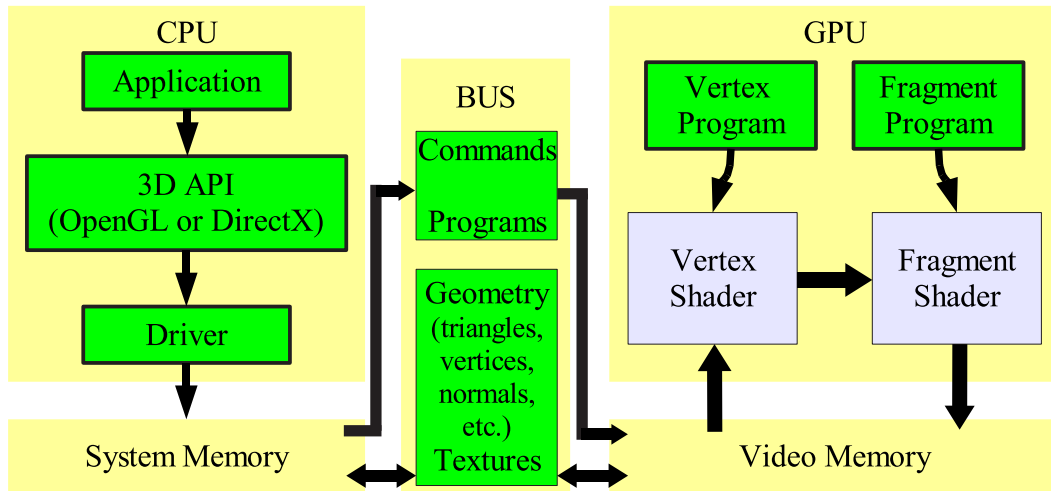 CPU
Application
3D API
(OpenGL or DirectX)
Driver
System Memory
BUS
Commands
Programs
Geometry
(triangles,
vertices,
normals,
etc.)
Textures
GPU
Vertex
Program
Fragment
Program
Vertex
Shader
Fragment
Shader
Video Memory